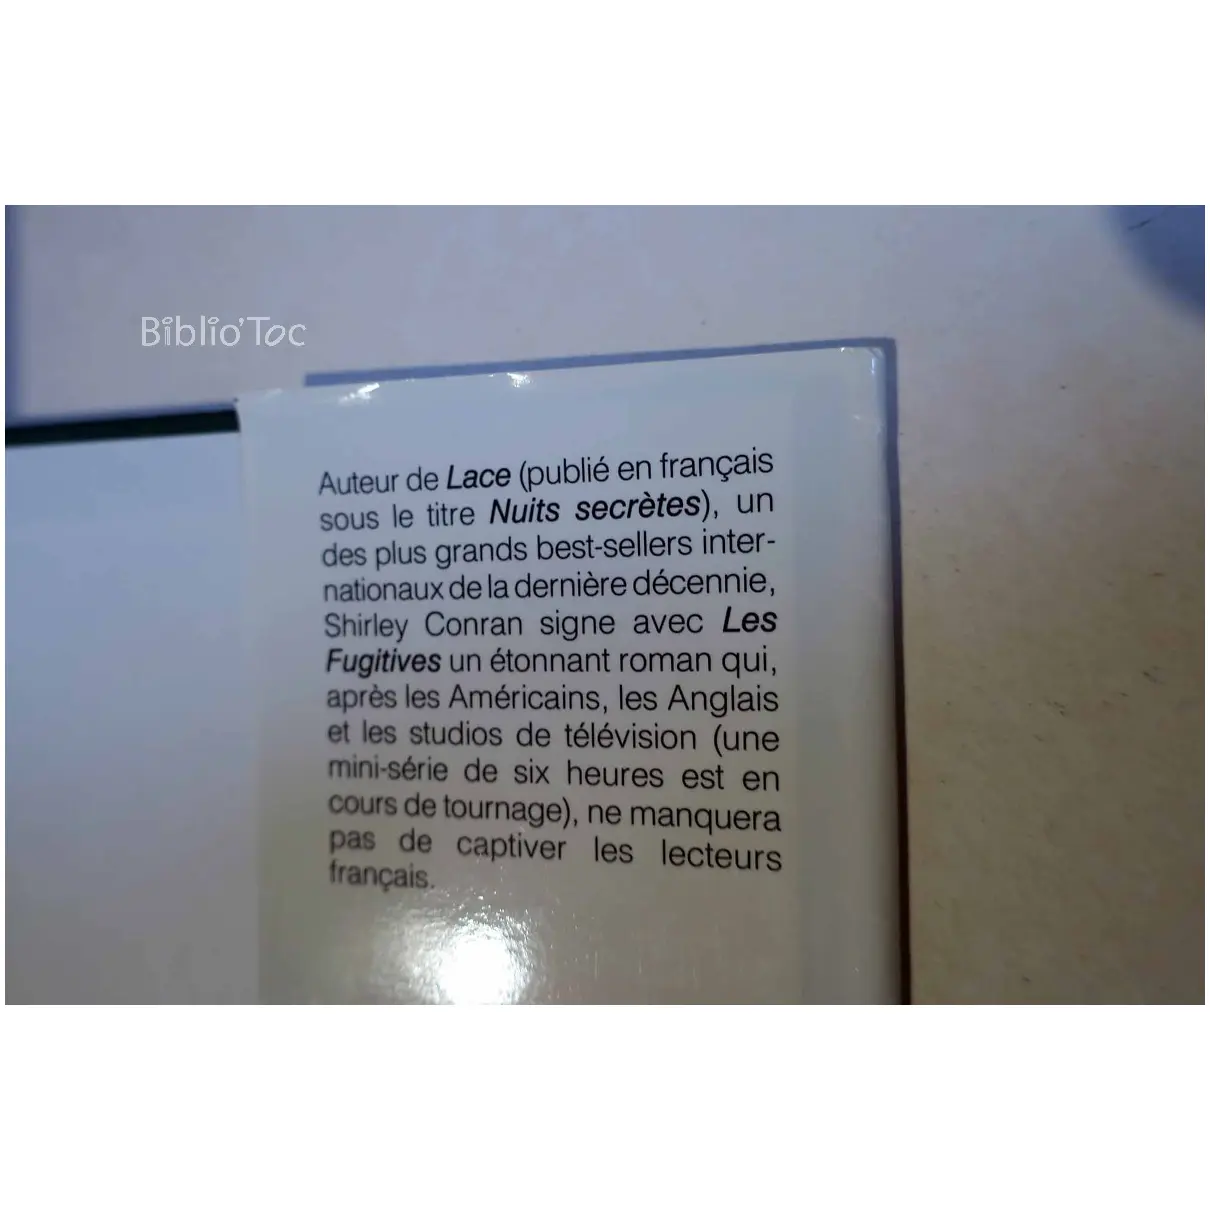 Biblio'Toc
Auteur de Lace (publié en français
sous le titre Nuits secrètes), un
des plus grands best-sellers inter-
nationaux de la dernière décennie,
Shirley Conran signe avec Les
Fugitives un étonnant roman qui,
après les Américains, les Anglais
et les studios de télévision (une
mini-série de six heures est en
cours de tournage), ne manquera
pas de captiver les lecteurs
français.